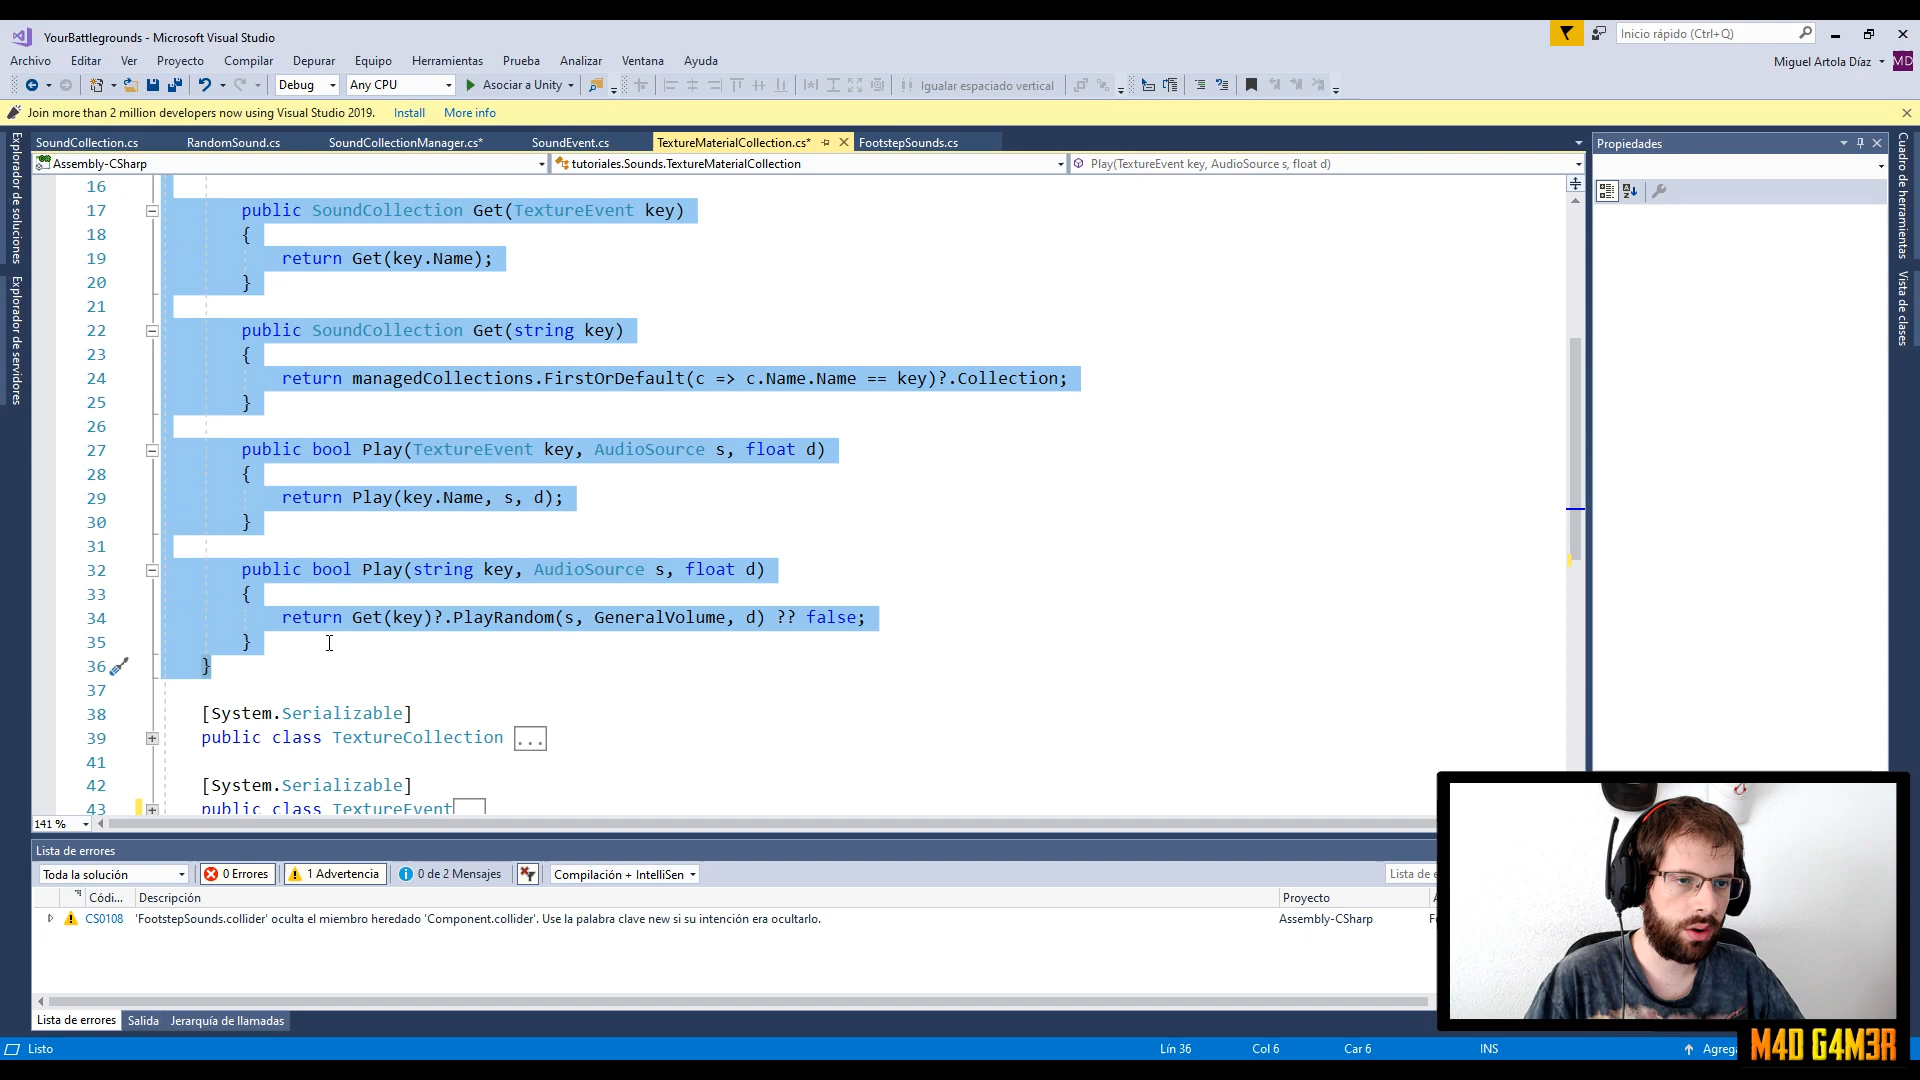 YourBattlegrounds - Microsoft Visual Studio
Inicio rápido (Ctrl+Q)
Archivo Editar Ver Proyecto Compilar Depurar Equipo Herramientas Prueba Analizar Ventana Ayuda
Miguel Artola Díaz MD
Debug Any CPU Asociar a Unity Igualar espaciado vertical
Join more than 2 million developers now using Visual Studio 2019. Install More info
SoundCollection.cs RandomSound.cs SoundCollectionManager.cs* SoundEvent.cs TextureMaterialCollection.cs* FootstepSounds.cs
Propiedades
Assembly-CSharp tutoriales.Sounds.TextureMaterialCollection Play(TextureEvent key, AudioSource s, float d)
Explorador de soluciones
Explorador de servidores
Cuadro de herramientas
Vista de clases
16
17 public SoundCollection Get(TextureEvent key)
18 {
19 return Get(key.Name);
20 }
21
22 public SoundCollection Get(string key)
23 {
24 return managedCollections.FirstOrDefault(c => c.Name.Name == key)?.Collection;
25 }
26
27 public bool Play(TextureEvent key, AudioSource s, float d)
28 {
29 return Play(key.Name, s, d);
30 }
31
32 public bool Play(string key, AudioSource s, float d)
33 {
34 return Get(key)?.PlayRandom(s, GeneralVolume, d) ?? false;
35 }
36 }
37
38 [System.Serializable]
39 public class TextureCollection ...
41
42 [System.Serializable]
43 public class TextureEvent
141 %
Lista de errores
Toda la solución 0 Errores 1 Advertencia 0 de 2 Mensajes Compilación + IntelliSen Lista de e
Códi... Descripción Proyecto
CS0108 'FootstepSounds.collider' oculta el miembro heredado 'Component.collider'. Use la palabra clave new si su intención era ocultarlo. Assembly-CSharp
Lista de errores Salida Jerarquía de llamadas
Listo Lín 36 Col 6 Car 6 INS Agrega
M4D G4M3R